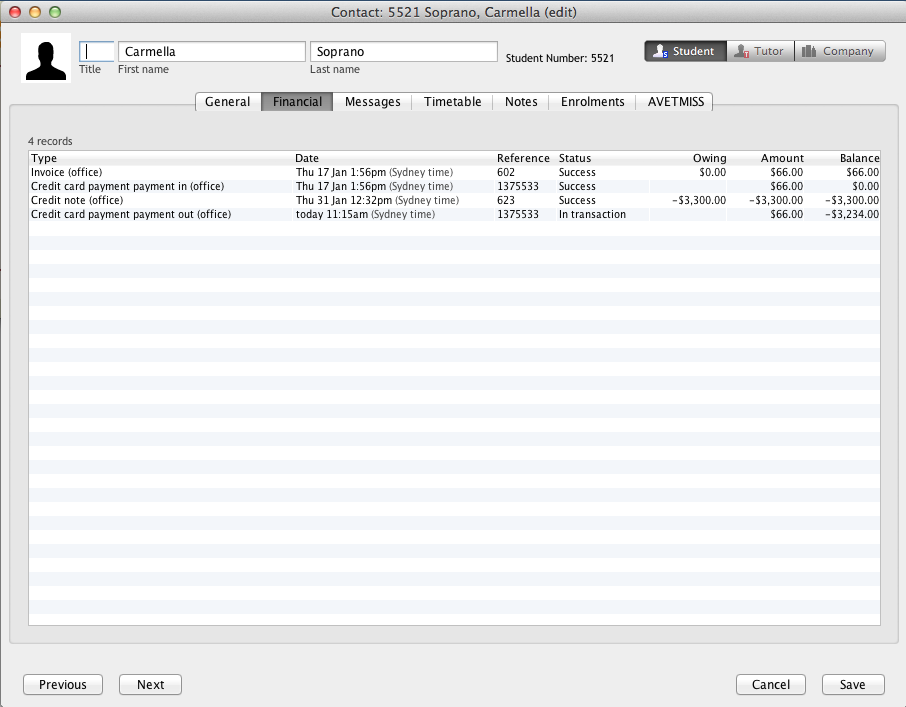 Contact: 5521 Soprano, Carmella (edit)
Carmella Soprano Student Number: 5521 Student Tutor Company
Title First name Last name
General Financial Messages Timetable Notes Enrolments AVETMISS
4 records
Type Date Reference Status Owing Amount Balance
Invoice (office) Thu 17 Jan 1:56pm (Sydney time) 602 Success $0.00 $66.00 $66.00
Credit card payment payment in (office) Thu 17 Jan 1:56pm (Sydney time) 1375533 Success $66.00 $0.00
Credit note (office) Thu 31 Jan 12:32pm (Sydney time) 623 Success -$3,300.00 -$3,300.00 -$3,300.00
Credit card payment payment out (office) today 11:15am (Sydney time) 1375533 In transaction $66.00 -$3,234.00
Previous Next Cancel Save